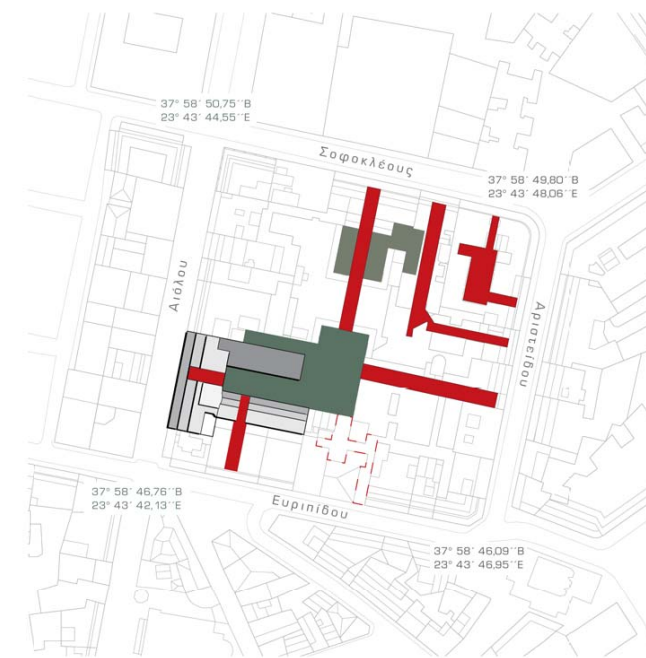 37° 58´ 50,75´´Β
23° 43´ 44,55´´Ε
Σοφοκλέους
37° 58´ 49,80´´Β
23° 43´ 48,06´´Ε
Αιόλου
Αριστείδου
37° 58´ 46,76´´Β
23° 43´ 42,13´´Ε
Ευριπίδου
37° 58´ 46,09´´Β
23° 43´ 46,95´´Ε